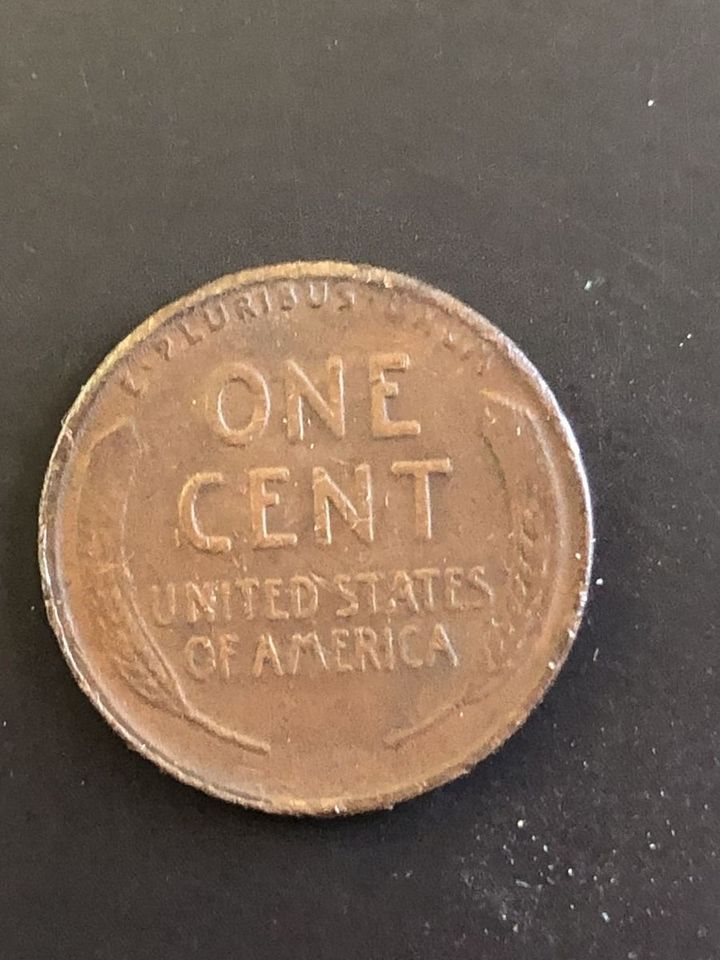 E·PLURIBUS·UNUM
ONE
CENT
UNITED STATES
OF AMERICA